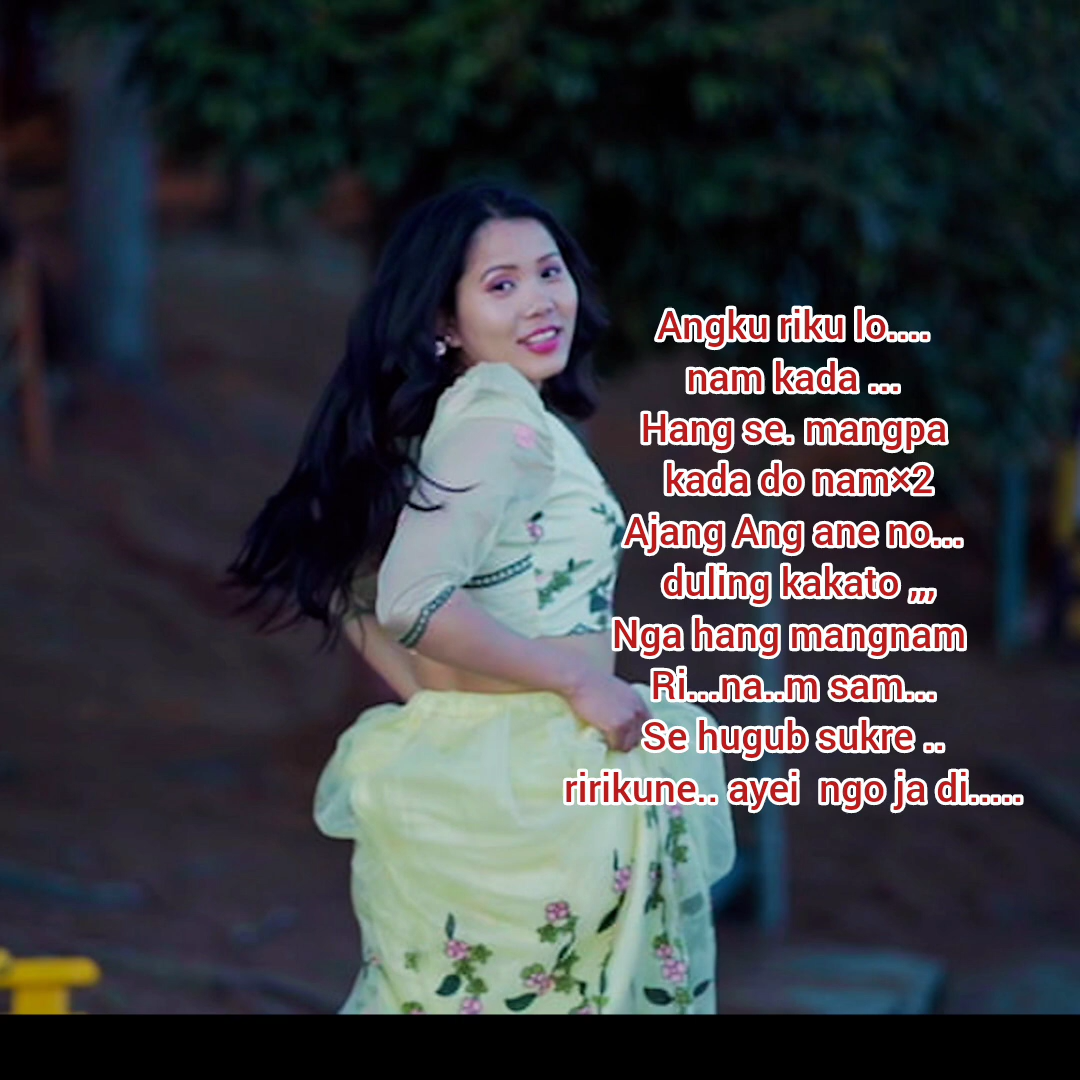 Angku riku lo....
nam kada ...
Hang se. mangpa
kada do nam×2
Ajang Ang ane no...
duling kakato ,,,
Nga hang mangnam
Ri...na..m sam...
Se hugub sukre ..
ririkune.. ayei  ngo ja di.....